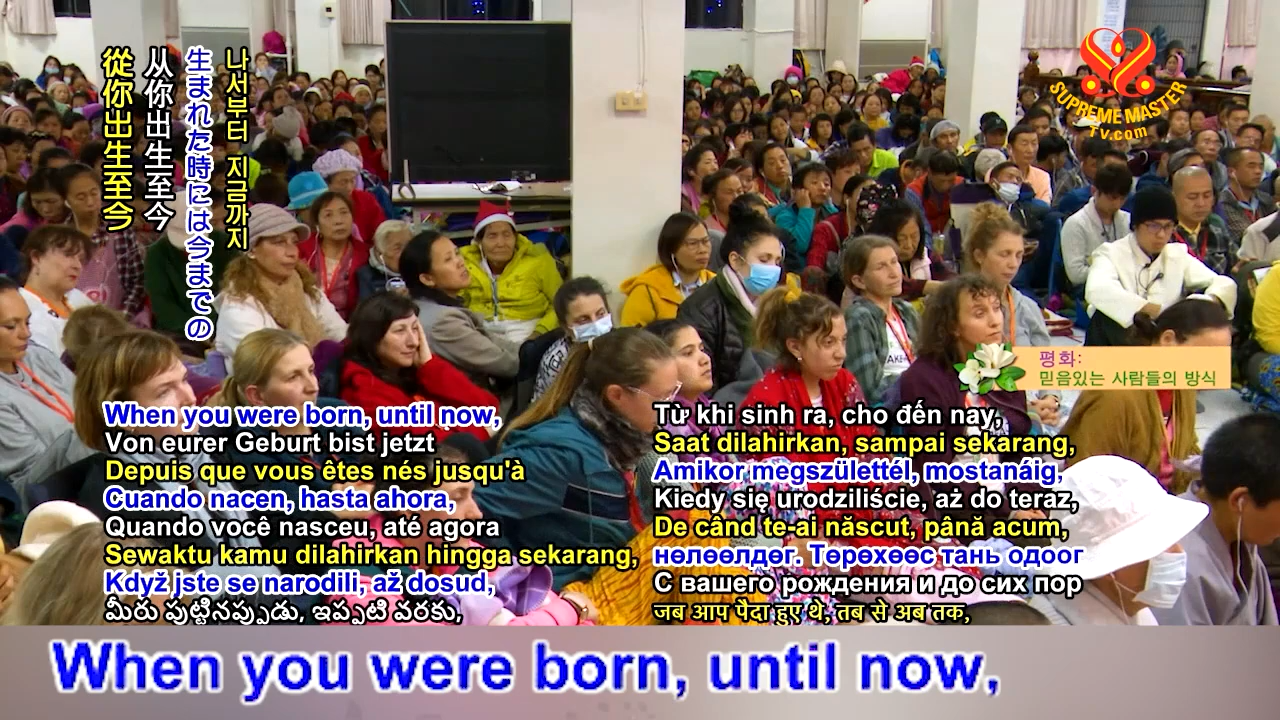 나서부터 지금까지
生まれた時には今までの
从你出生至今
從你出生至今
SUPREME MASTER
TV.com
평화:
믿음있는 사람들의 방식
When you were born, until now,
Von eurer Geburt bist jetzt
Depuis que vous êtes nés jusqu'à
Cuando nacen, hasta ahora,
Quando você nasceu, até agora
Sewaktu kamu dilahirkan hingga sekarang,
Když jste se narodili, až dosud,
మీరు పుట్టినప్పుడు, ఇప్పటి వరకు,
Từ khi sinh ra, cho đến nay,
Saat dilahirkan, sampai sekarang,
Amikor megszülettél, mostanáig,
Kiedy się urodziliście, aż do teraz,
De când te-ai născut, până acum,
нөлөөлдөг. Төрөхөөс тань одоог
С вашего рождения и до сих пор
जब आप पैदा हुए थे, तब से अब तक,
When you were born, until now,